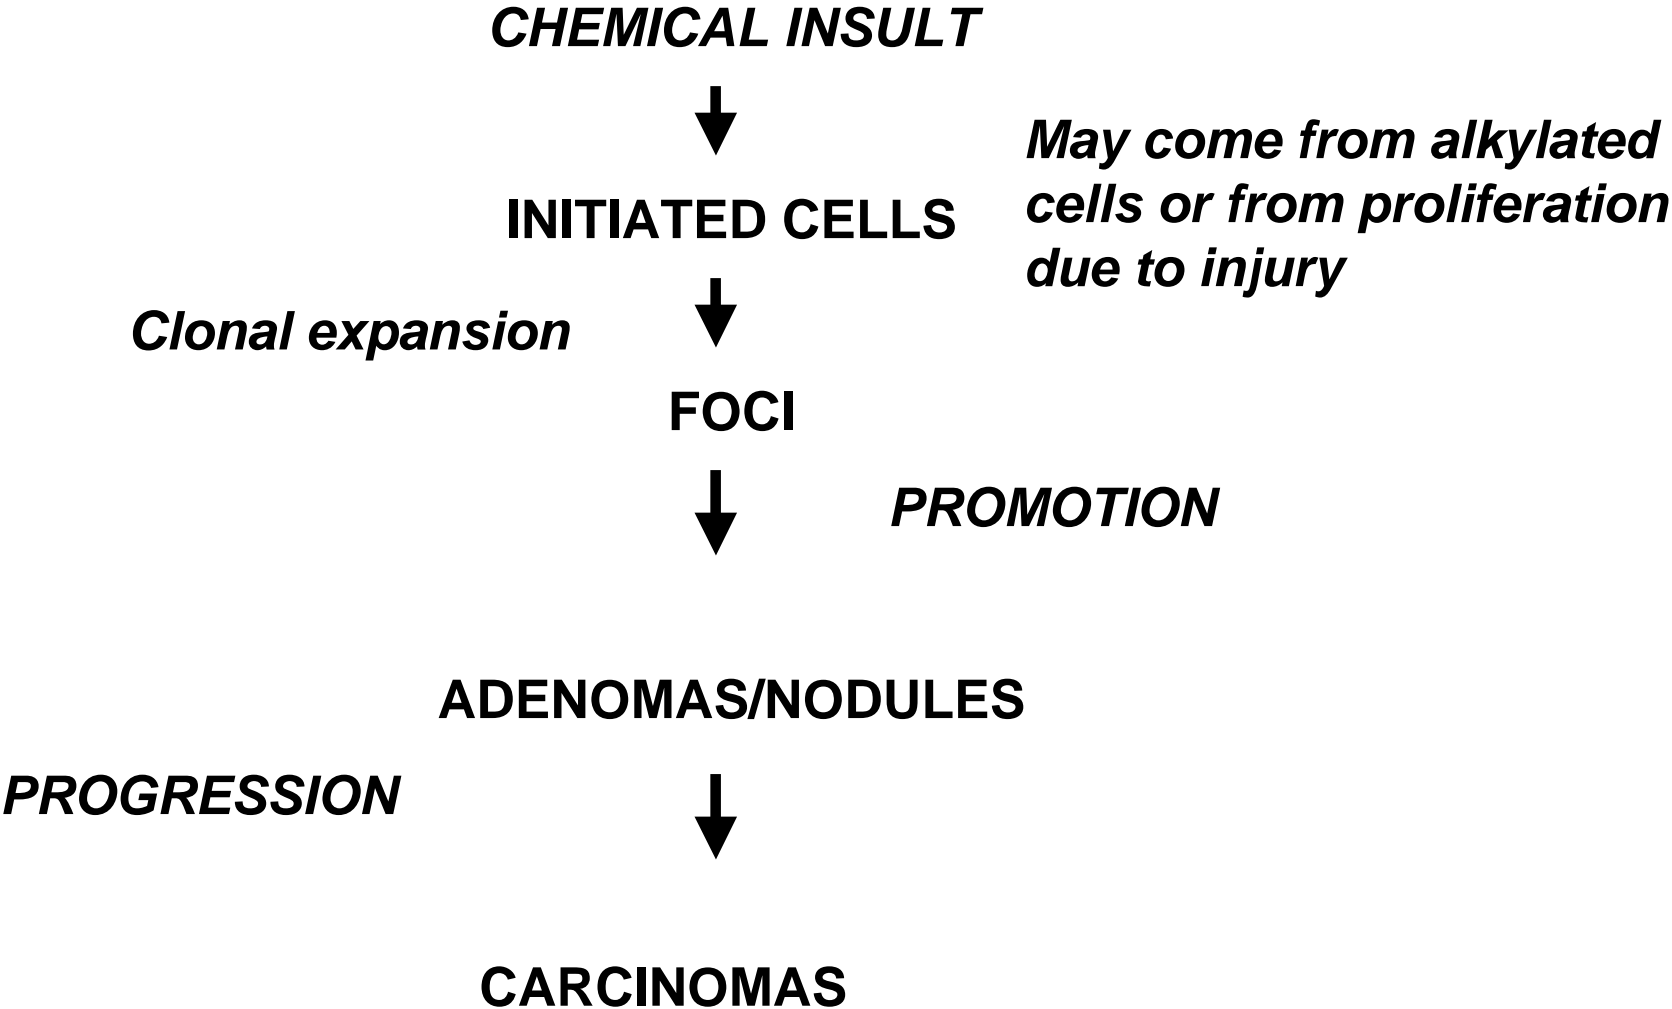 CHEMICAL INSULT
May come from alkylated
cells or from proliferation
due to injury
INITIATED CELLS
Clonal expansion
FOCI
PROMOTION
ADENOMAS/NODULES
PROGRESSION
CARCINOMAS